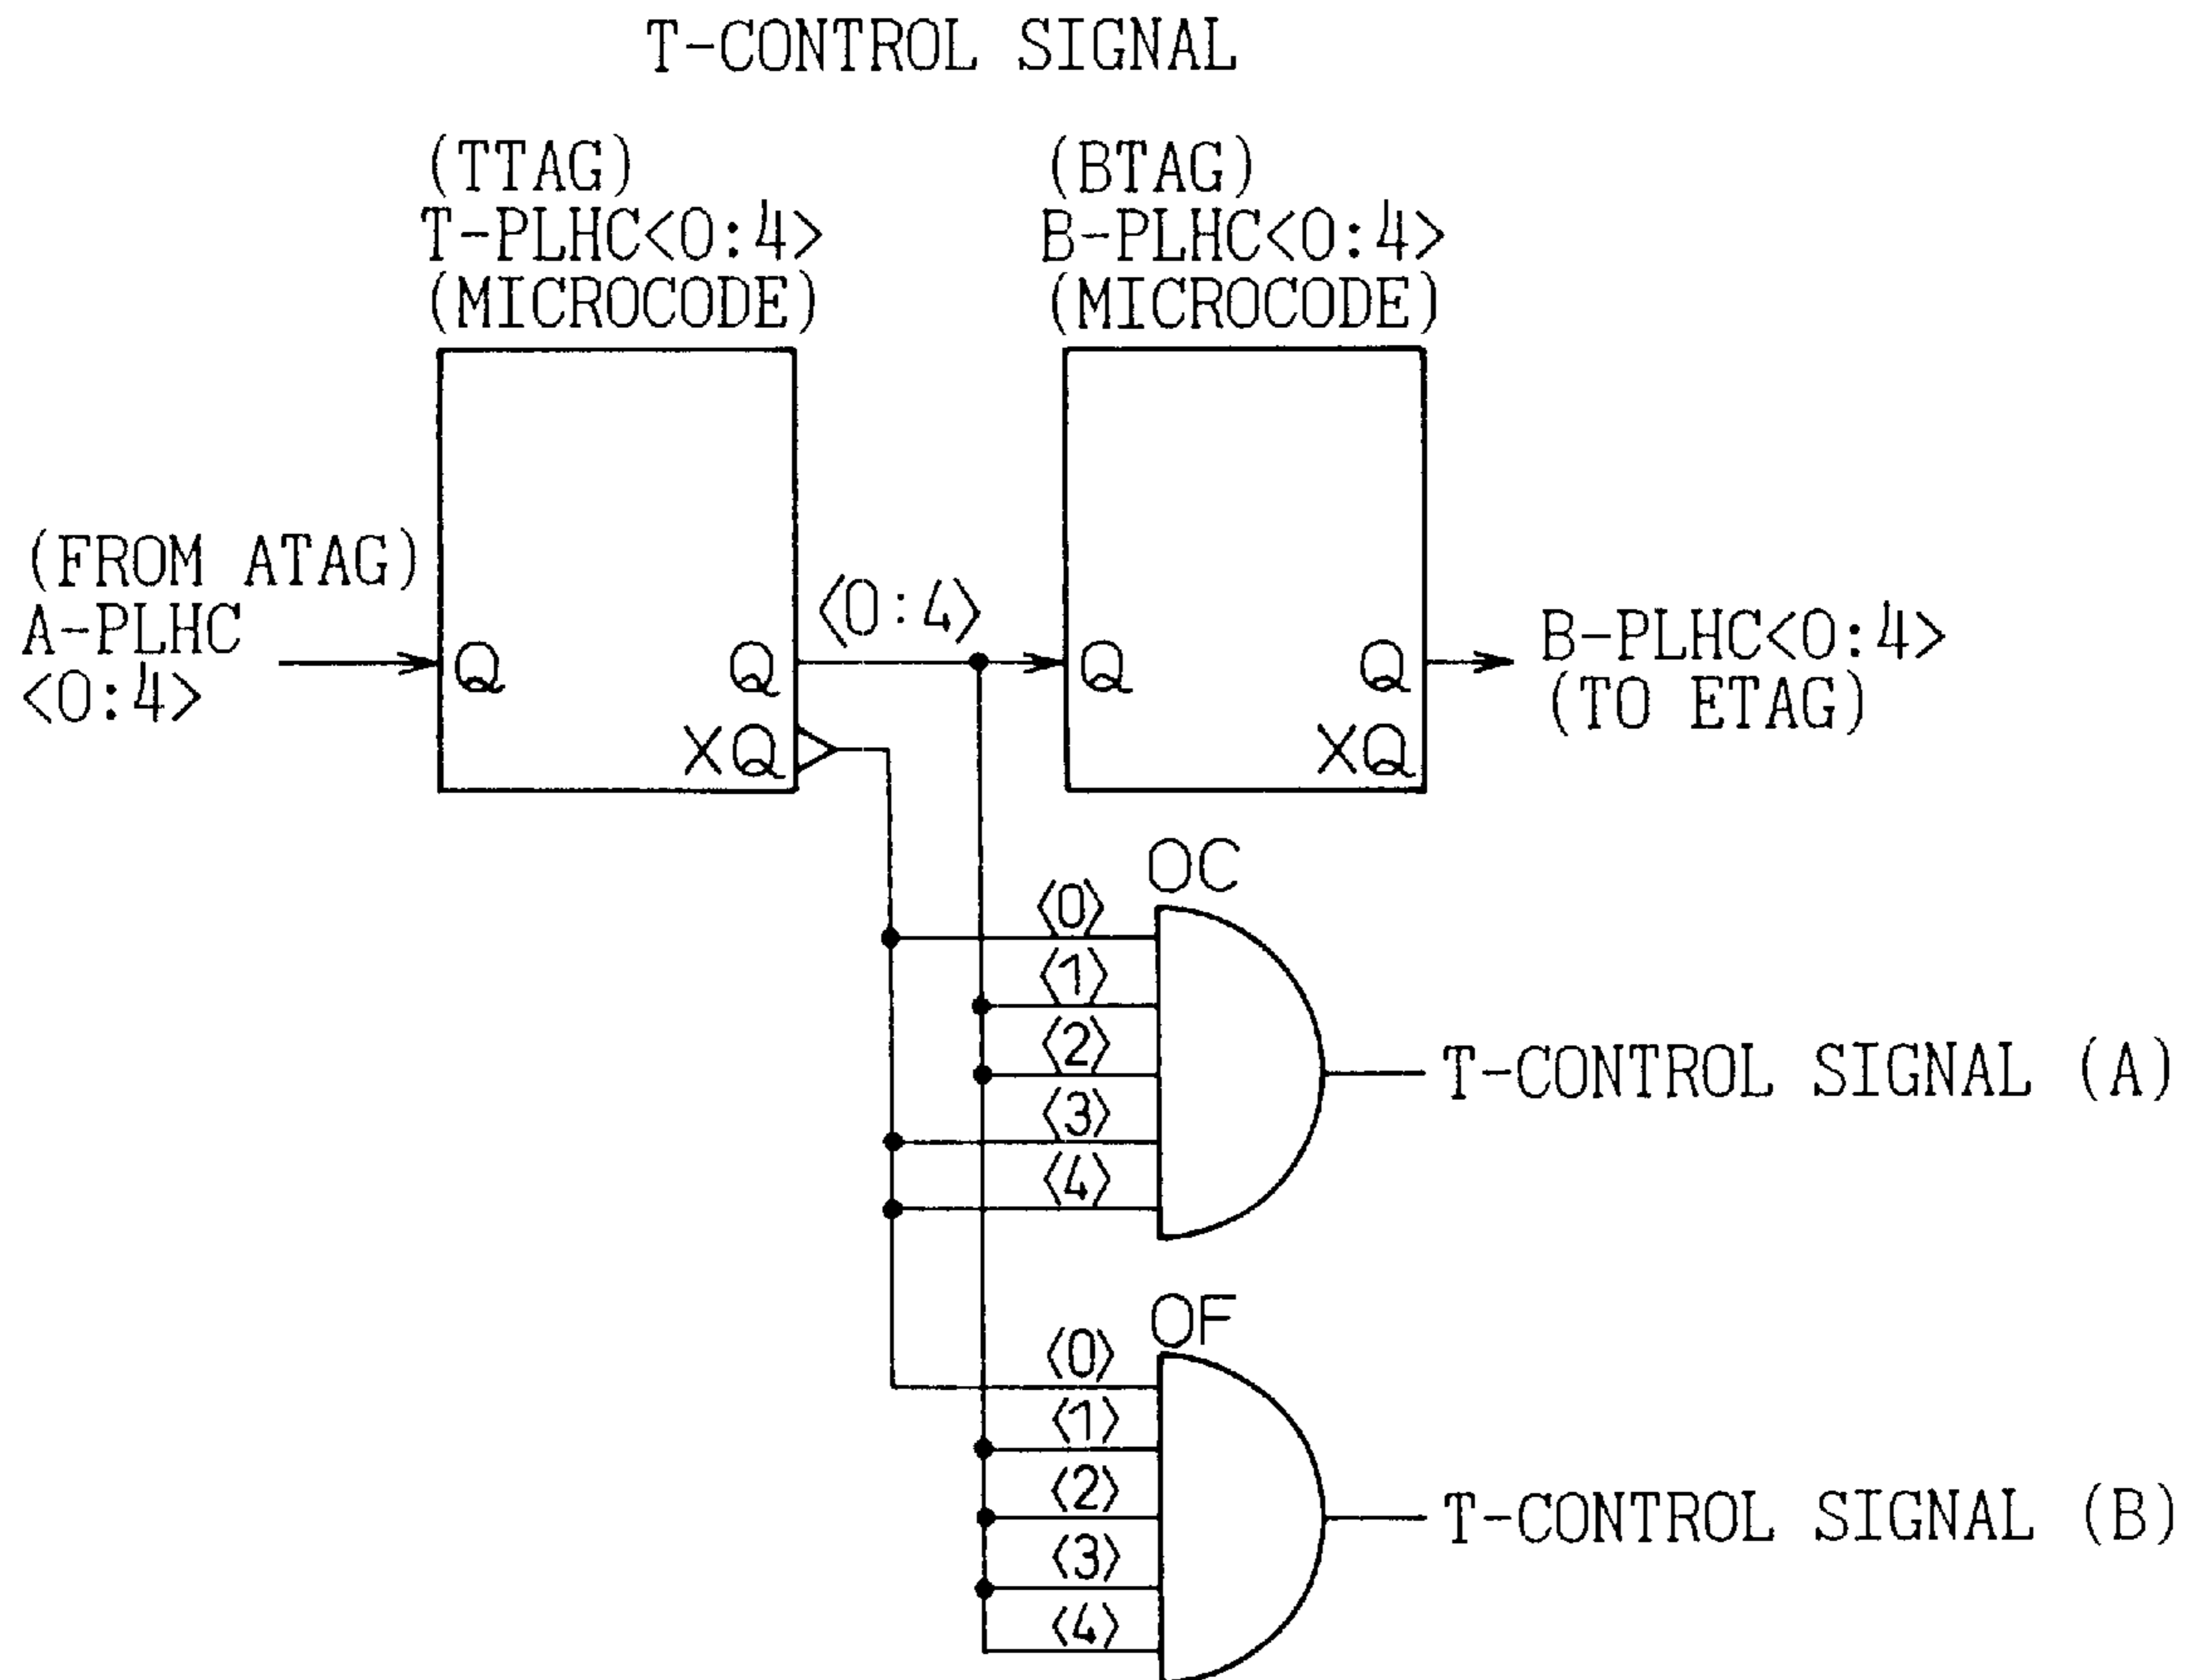 T-CONTROL SIGNAL
(TTAG)
T-PLHC<0:4>
(MICROCODE)
(BTAG)
B-PLHC<0:4>
(MICROCODE)
(FROM ATAG)
A-PLHC
<0:4>
Q
Q
XQ
<0:4>
Q
Q
XQ
B-PLHC<0:4>
(TO ETAG)
OC
<0>
<1>
<2>
<3>
<4>
T-CONTROL SIGNAL (A)
OF
<0>
<1>
<2>
<3>
<4>
T-CONTROL SIGNAL (B)